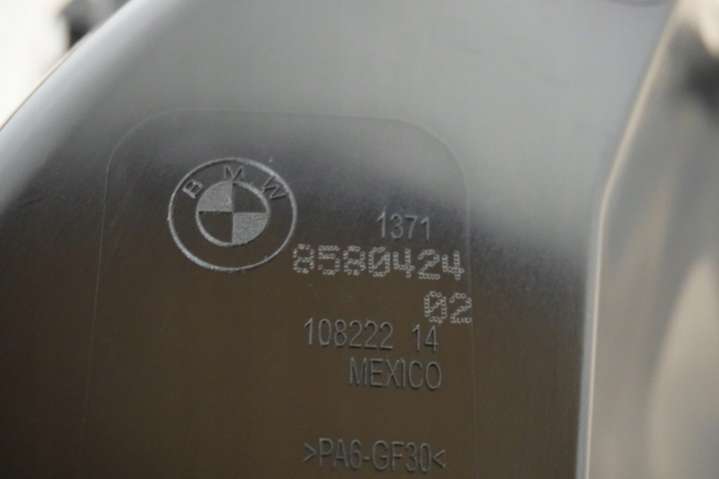 BMW
1371
8580424
02
108222 14
MEXICO
>PA6-GF30<